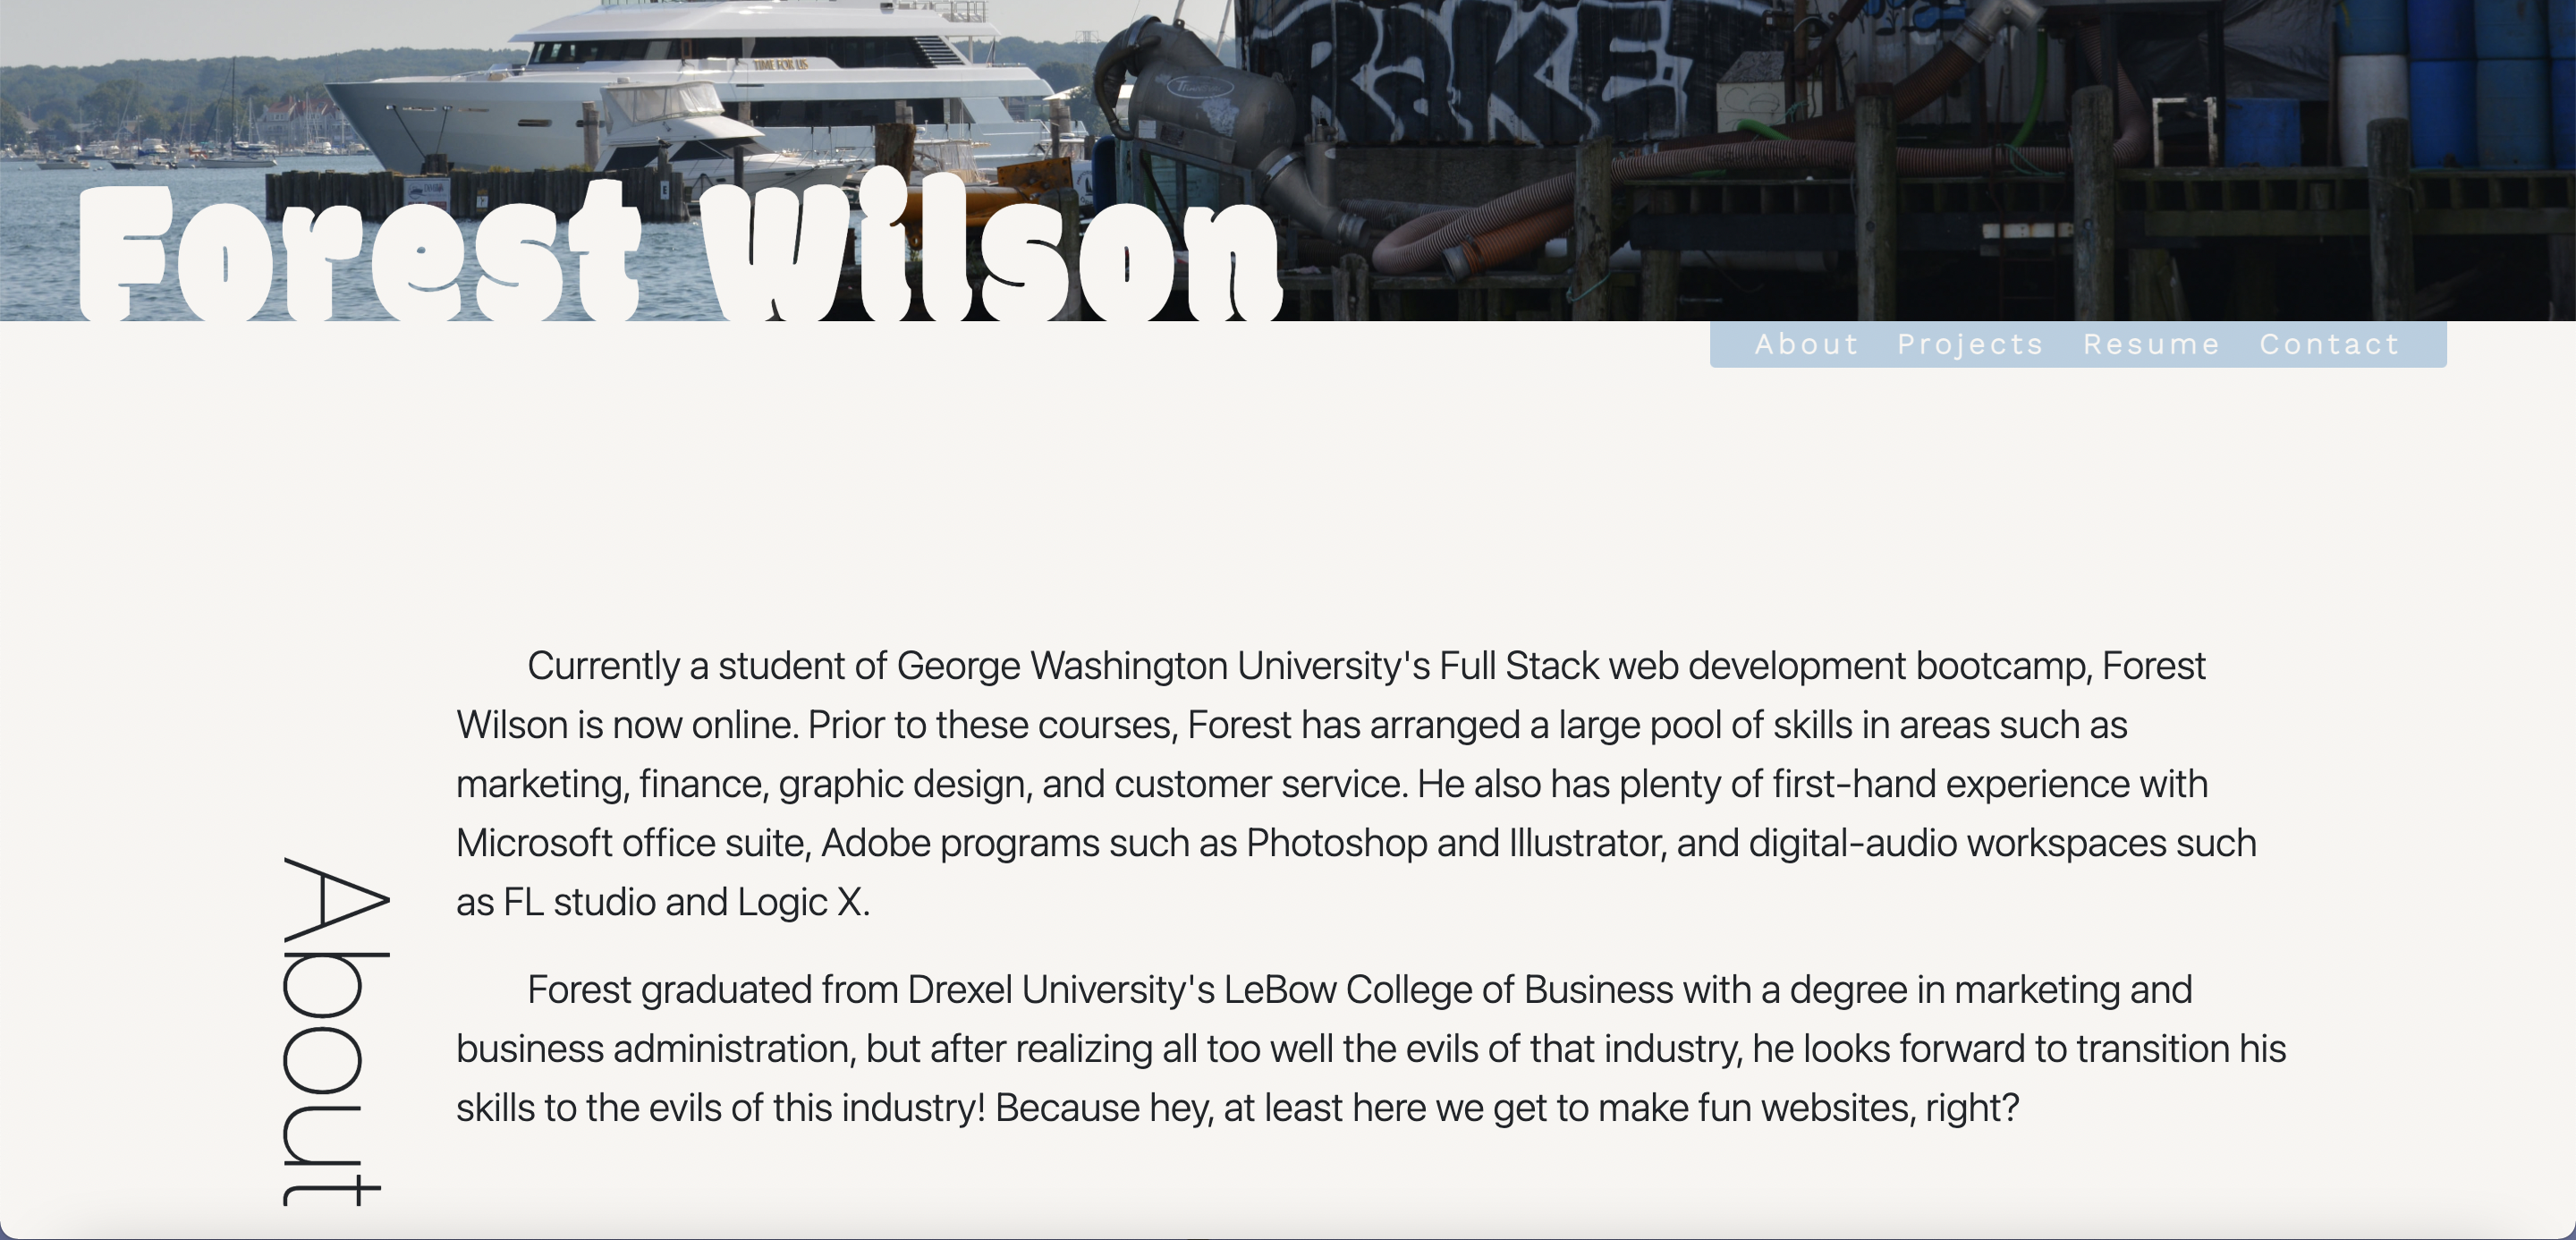 TIME FOR US
RAKE
Forest Wilson
About Projects Resume Contact
Currently a student of George Washington University's Full Stack web development bootcamp, Forest
Wilson is now online. Prior to these courses, Forest has arranged a large pool of skills in areas such as
marketing, finance, graphic design, and customer service. He also has plenty of first-hand experience with
Microsoft office suite, Adobe programs such as Photoshop and Illustrator, and digital-audio workspaces such
as FL studio and Logic X.
About
Forest graduated from Drexel University's LeBow College of Business with a degree in marketing and
business administration, but after realizing all too well the evils of that industry, he looks forward to transition his
skills to the evils of this industry! Because hey, at least here we get to make fun websites, right?